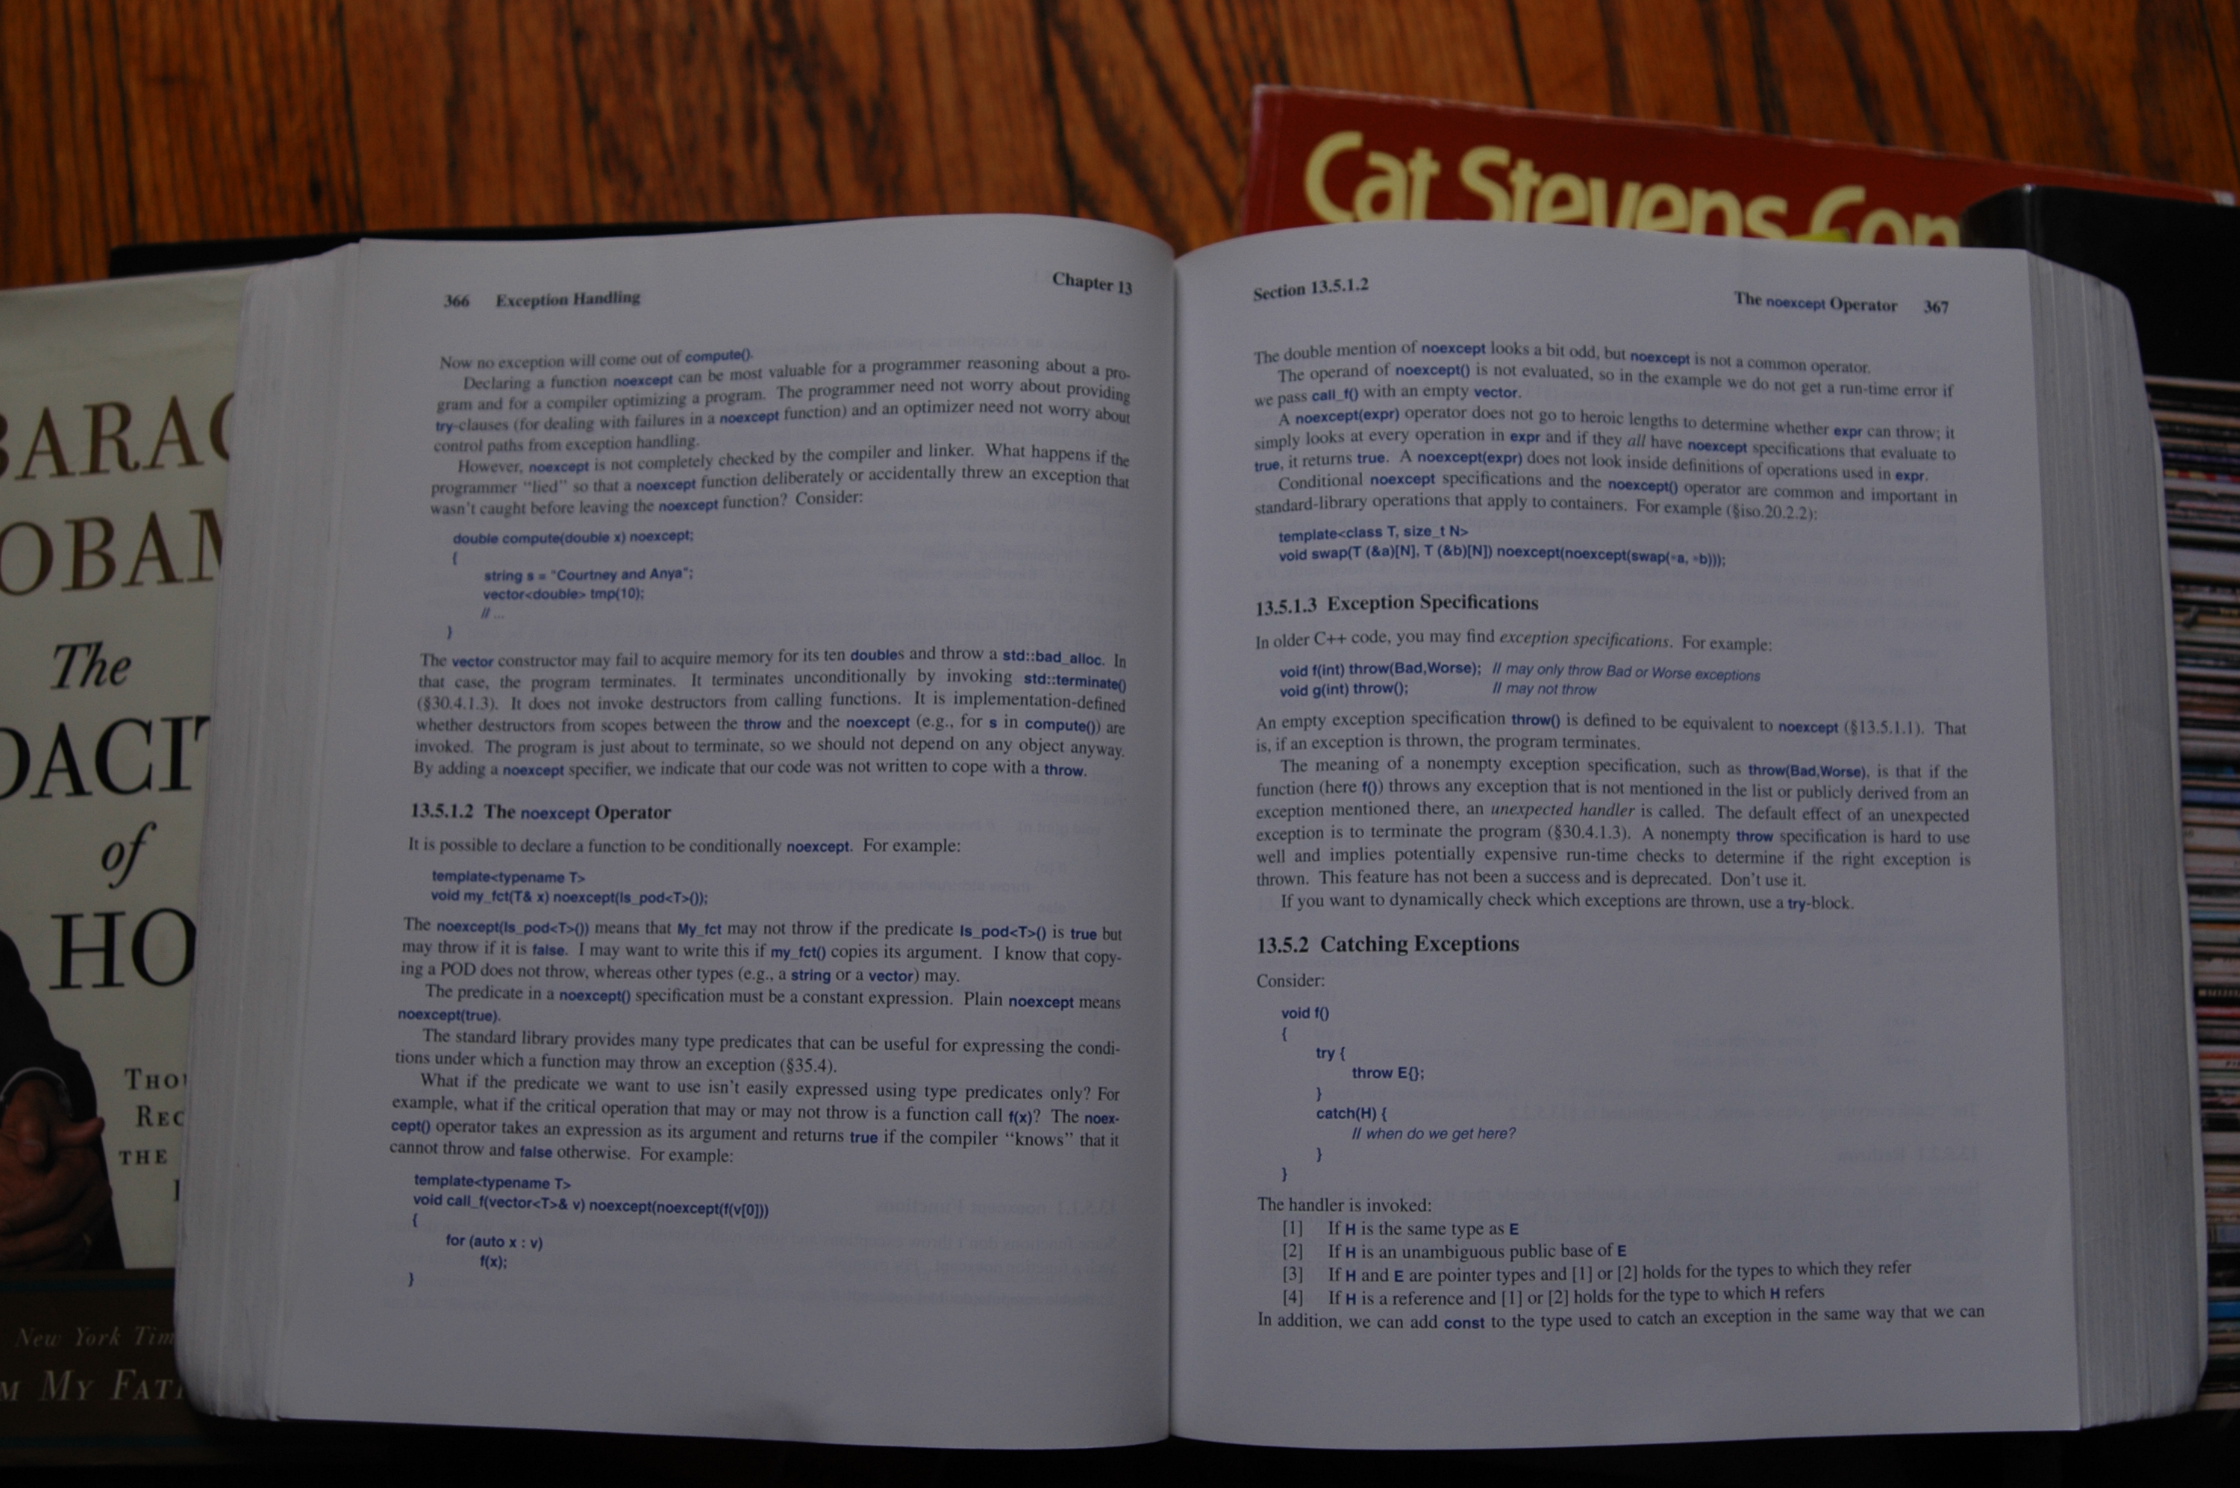 366 Exception Handling Chapter 13
Now no exception will come out of compute().
Declaring a function noexcept can be most valuable for a programmer reasoning about a pro-
gram and for a compiler optimizing a program. The programmer need not worry about providing
try-clauses (for dealing with failures in a noexcept function) and an optimizer need not worry about
control paths from exception handling.
However, noexcept is not completely checked by the compiler and linker. What happens if the
programmer “lied” so that a noexcept function deliberately or accidentally threw an exception that
wasn’t caught before leaving the noexcept function? Consider:
double compute(double x) noexcept;
{
string s = "Courtney and Anya";
vector<double> tmp(10);
// ...
}
The vector constructor may fail to acquire memory for its ten doubles and throw a std::bad_alloc. In
that case, the program terminates. It terminates unconditionally by invoking std::terminate()
(§30.4.1.3). It does not invoke destructors from calling functions. It is implementation-defined
whether destructors from scopes between the throw and the noexcept (e.g., for s in compute()) are
invoked. The program is just about to terminate, so we should not depend on any object anyway.
By adding a noexcept specifier, we indicate that our code was not written to cope with a throw.
13.5.1.2 The noexcept Operator
It is possible to declare a function to be conditionally noexcept. For example:
template<typename T>
void my_fct(T& x) noexcept(Is_pod<T>());
The noexcept(Is_pod<T>()) means that My_fct may not throw if the predicate Is_pod<T>() is true but
may throw if it is false. I may want to write this if my_fct() copies its argument. I know that copy-
ing a POD does not throw, whereas other types (e.g., a string or a vector) may.
The predicate in a noexcept() specification must be a constant expression. Plain noexcept means
noexcept(true).
The standard library provides many type predicates that can be useful for expressing the condi-
tions under which a function may throw an exception (§35.4).
What if the predicate we want to use isn’t easily expressed using type predicates only? For
example, what if the critical operation that may or may not throw is a function call f(x)? The noex-
cept() operator takes an expression as its argument and returns true if the compiler “knows” that it
cannot throw and false otherwise. For example:
template<typename T>
void call_f(vector<T>& v) noexcept(noexcept(f(v[0]))
{
for (auto x : v)
f(x);
}
Section 13.5.1.2 The noexcept Operator 367
The double mention of noexcept looks a bit odd, but noexcept is not a common operator.
The operand of noexcept() is not evaluated, so in the example we do not get a run-time error if
we pass call_f() with an empty vector.
A noexcept(expr) operator does not go to heroic lengths to determine whether expr can throw; it
simply looks at every operation in expr and if they all have noexcept specifications that evaluate to
true, it returns true. A noexcept(expr) does not look inside definitions of operations used in expr.
Conditional noexcept specifications and the noexcept() operator are common and important in
standard-library operations that apply to containers. For example (§iso.20.2.2):
template<class T, size_t N>
void swap(T (&a)[N], T (&b)[N]) noexcept(noexcept(swap(*a, *b)));
13.5.1.3 Exception Specifications
In older C++ code, you may find exception specifications. For example:
void f(int) throw(Bad,Worse); // may only throw Bad or Worse exceptions
void g(int) throw(); // may not throw
An empty exception specification throw() is defined to be equivalent to noexcept (§13.5.1.1). That
is, if an exception is thrown, the program terminates.
The meaning of a nonempty exception specification, such as throw(Bad,Worse), is that if the
function (here f()) throws any exception that is not mentioned in the list or publicly derived from an
exception mentioned there, an unexpected handler is called. The default effect of an unexpected
exception is to terminate the program (§30.4.1.3). A nonempty throw specification is hard to use
well and implies potentially expensive run-time checks to determine if the right exception is
thrown. This feature has not been a success and is deprecated. Don’t use it.
If you want to dynamically check which exceptions are thrown, use a try-block.
13.5.2 Catching Exceptions
Consider:
void f()
{
try {
throw E{};
}
catch(H) {
// when do we get here?
}
}
The handler is invoked:
[1] If H is the same type as E
[2] If H is an unambiguous public base of E
[3] If H and E are pointer types and [1] or [2] holds for the types to which they refer
[4] If H is a reference and [1] or [2] holds for the type to which H refers
In addition, we can add const to the type used to catch an exception in the same way that we can
Cat Stevens Con
BARAC
OBAM
The
DACIT
of
HO
THO
REC
THE
New York Tim
M MY FAT